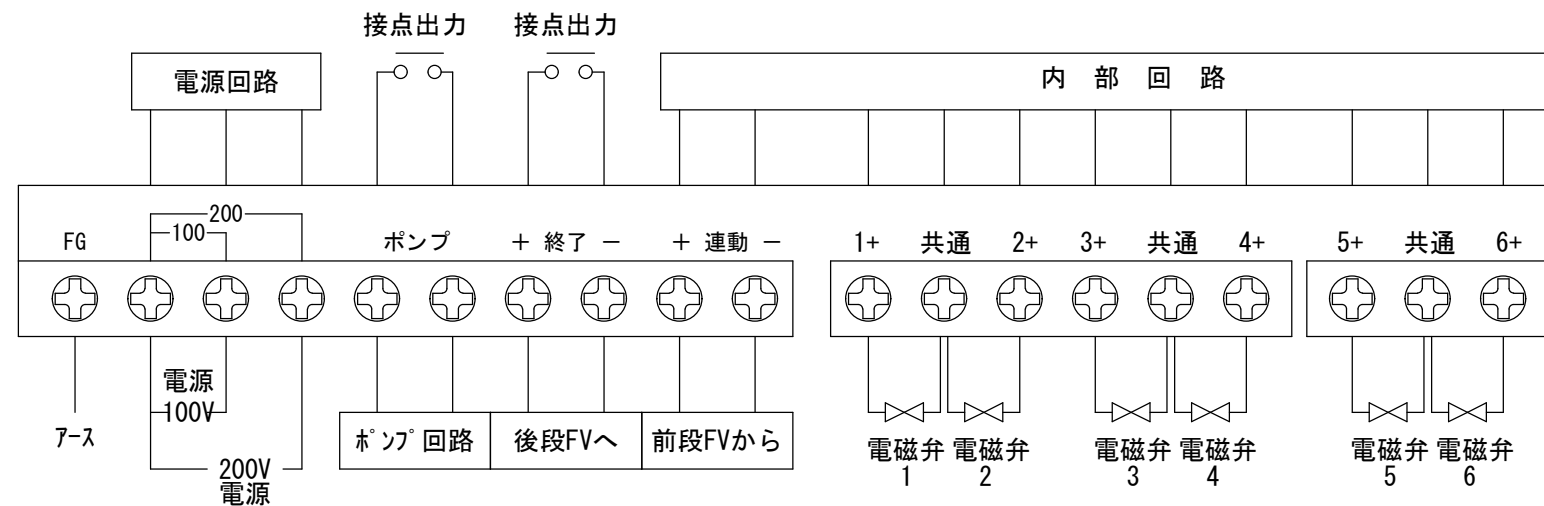 接点出力 接点出力
電源回路 内部回路
200
100
FG ポンプ + 終了 - + 連動 - 1+ 共通 2+ 3+ 共通 4+ 5+ 共通 6+
電源
100V
アース ポンプ回路 後段FVへ 前段FVから
電磁弁 電磁弁 電磁弁 電磁弁 電磁弁 電磁弁
1 2 3 4 5 6
200V
電源